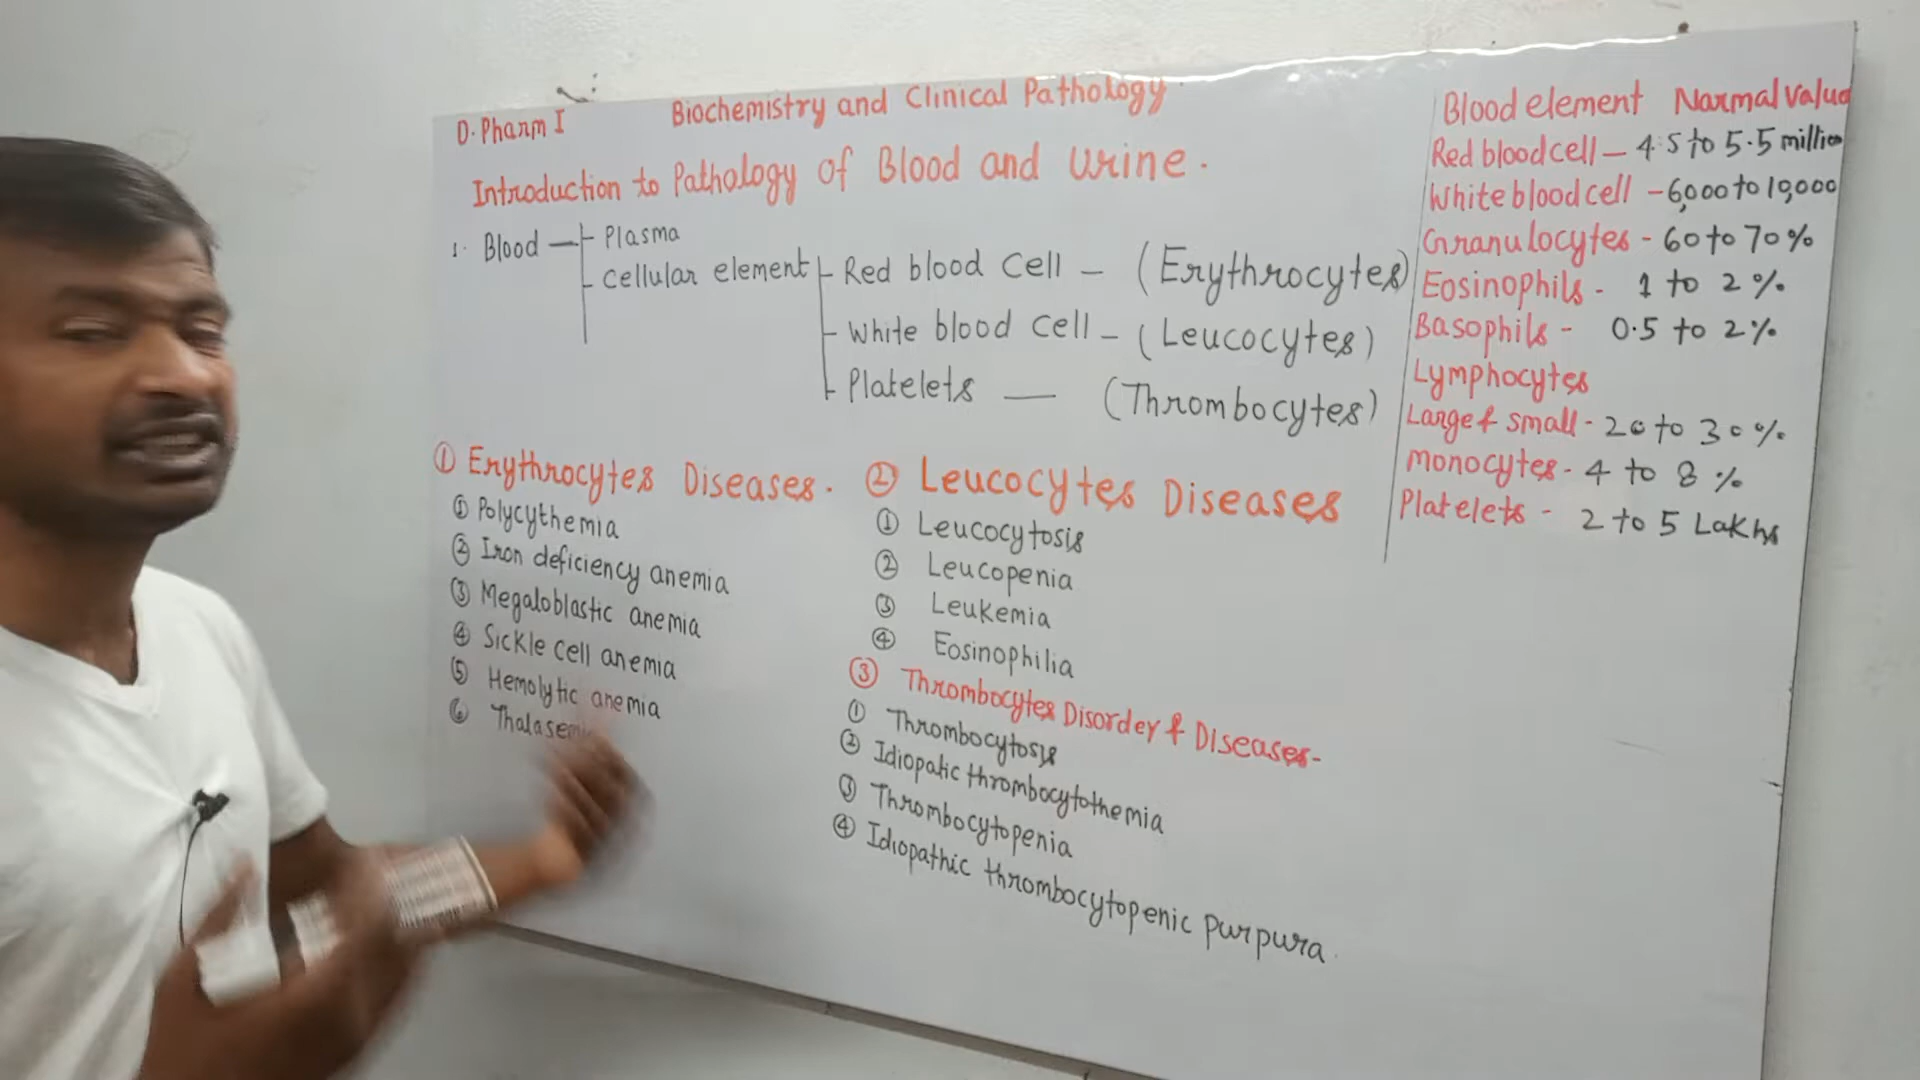 D.Pharm I
Biochemistry and Clinical Pathology
Introduction to Pathology of Blood and Urine.
1. Blood
Plasma
cellular element
Red blood cell - (Erythrocytes)
White blood cell - (Leucocytes)
Platelets — (Thrombocytes)
① Erythrocytes Diseases.
① Polycythemia
② Iron deficiency anemia
③ Megaloblastic anemia
④ Sickle cell anemia
⑤ Hemolytic anemia
⑥
② Leucocytes Diseases
① Leucocytosis
② Leucopenia
③ Leukemia
④ Eosinophilia
③ Thrombocytes Disorder & Diseases-
① Thrombocytosis
② Idiopatic thrombocytothemia
③ Thrombocytopenia
④ Idiopathic thrombocytopenic Purpura.
Blood element Normal Value
Red blood cell - 4.5 to 5.5 million
White blood cell - 6,000 to 10,000
Granulocytes - 60 to 70%
Eosinophils - 1 to 2%
Basophils - 0.5 to 2%
Lymphocytes
Large & small - 20 to 30%
Monocytes - 4 to 8%
Platelets - 2 to 5 Lakhs